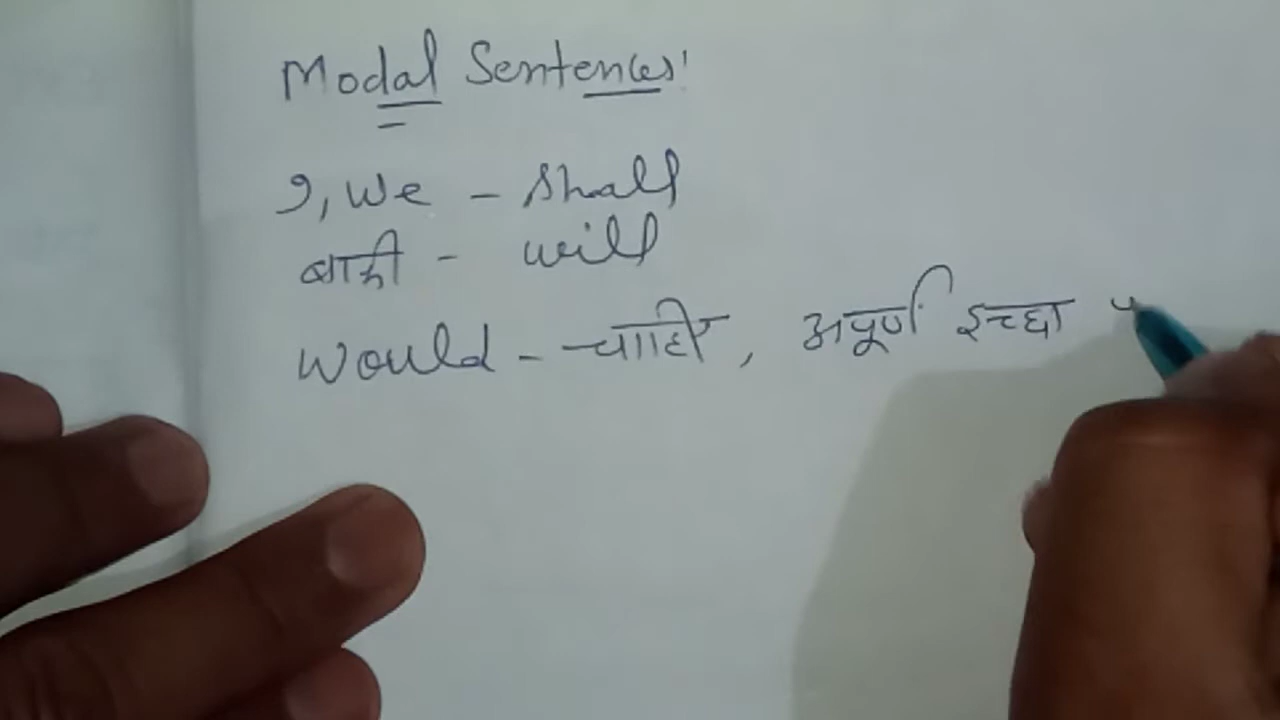 Modal Sentences:
I, we - shall
बाकी - will
would - चाही, अपूर्ण इच्छा